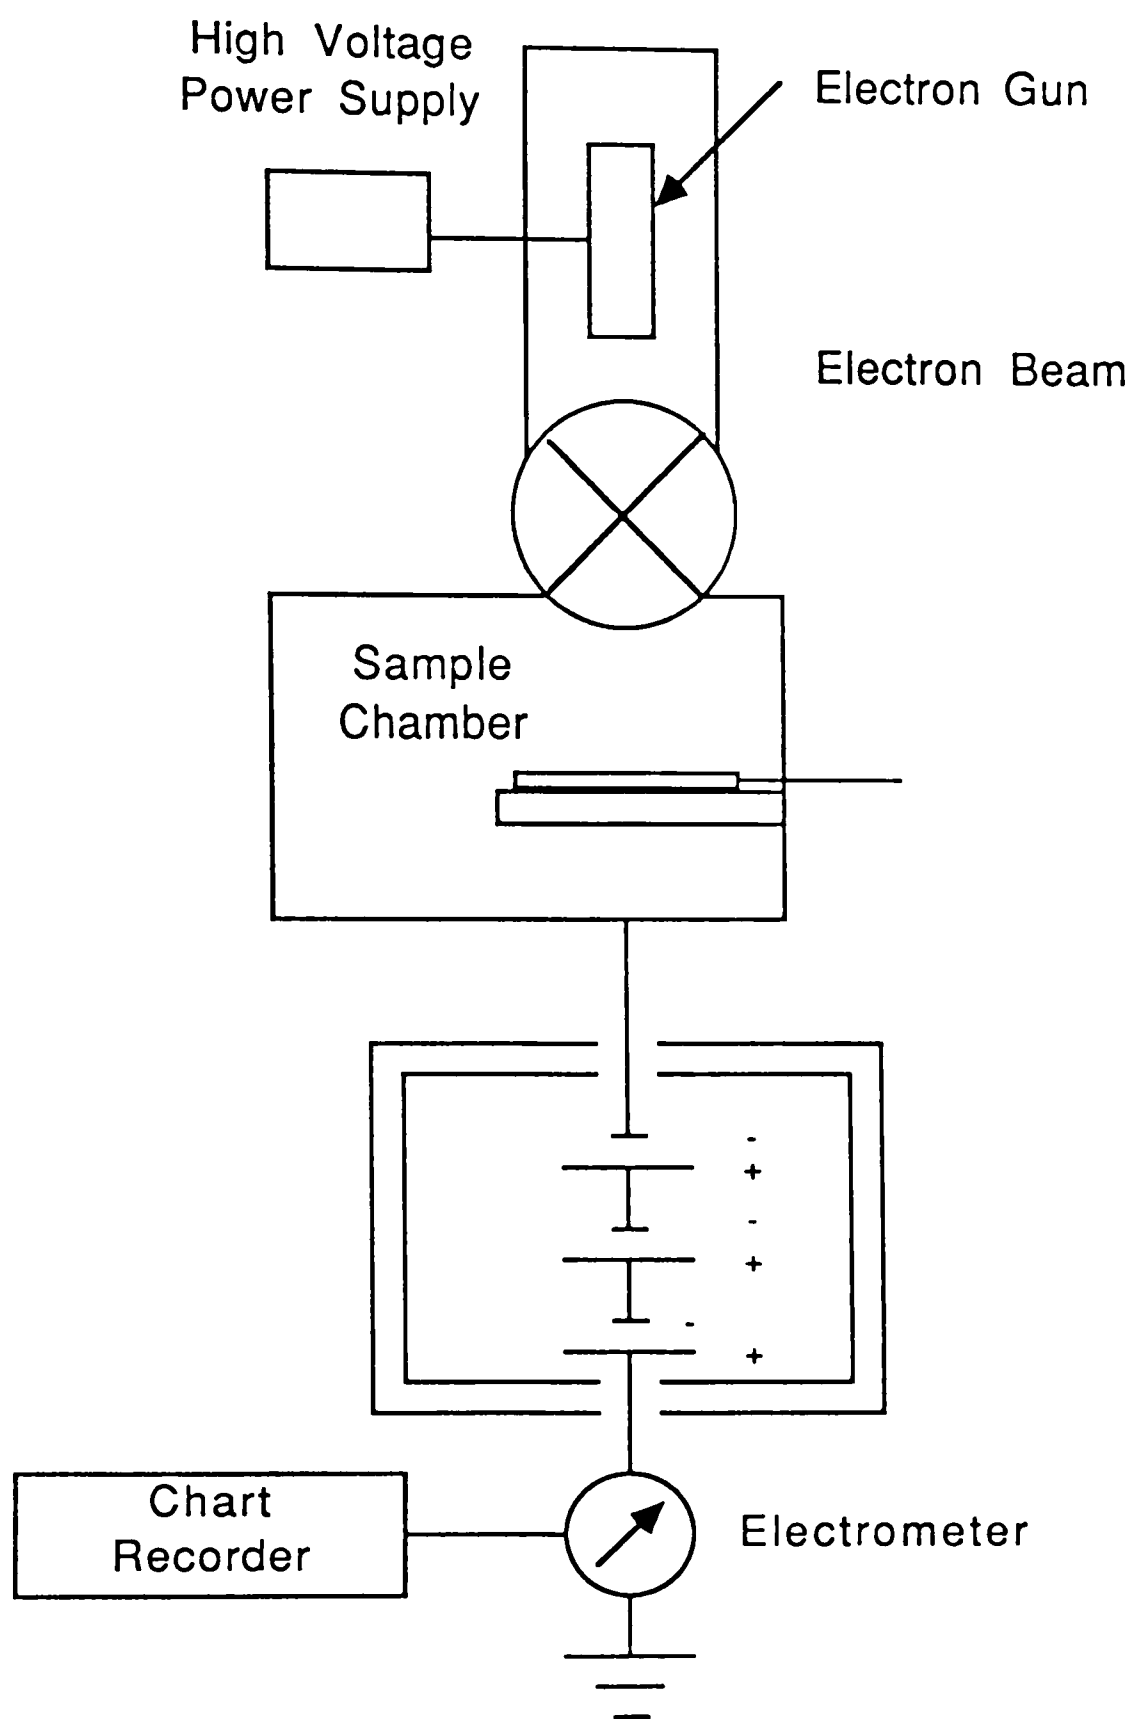 High Voltage
Power Supply
Electron Gun
Electron Beam
Sample
Chamber
-
+
-
+
-
+
Chart
Recorder
Electrometer